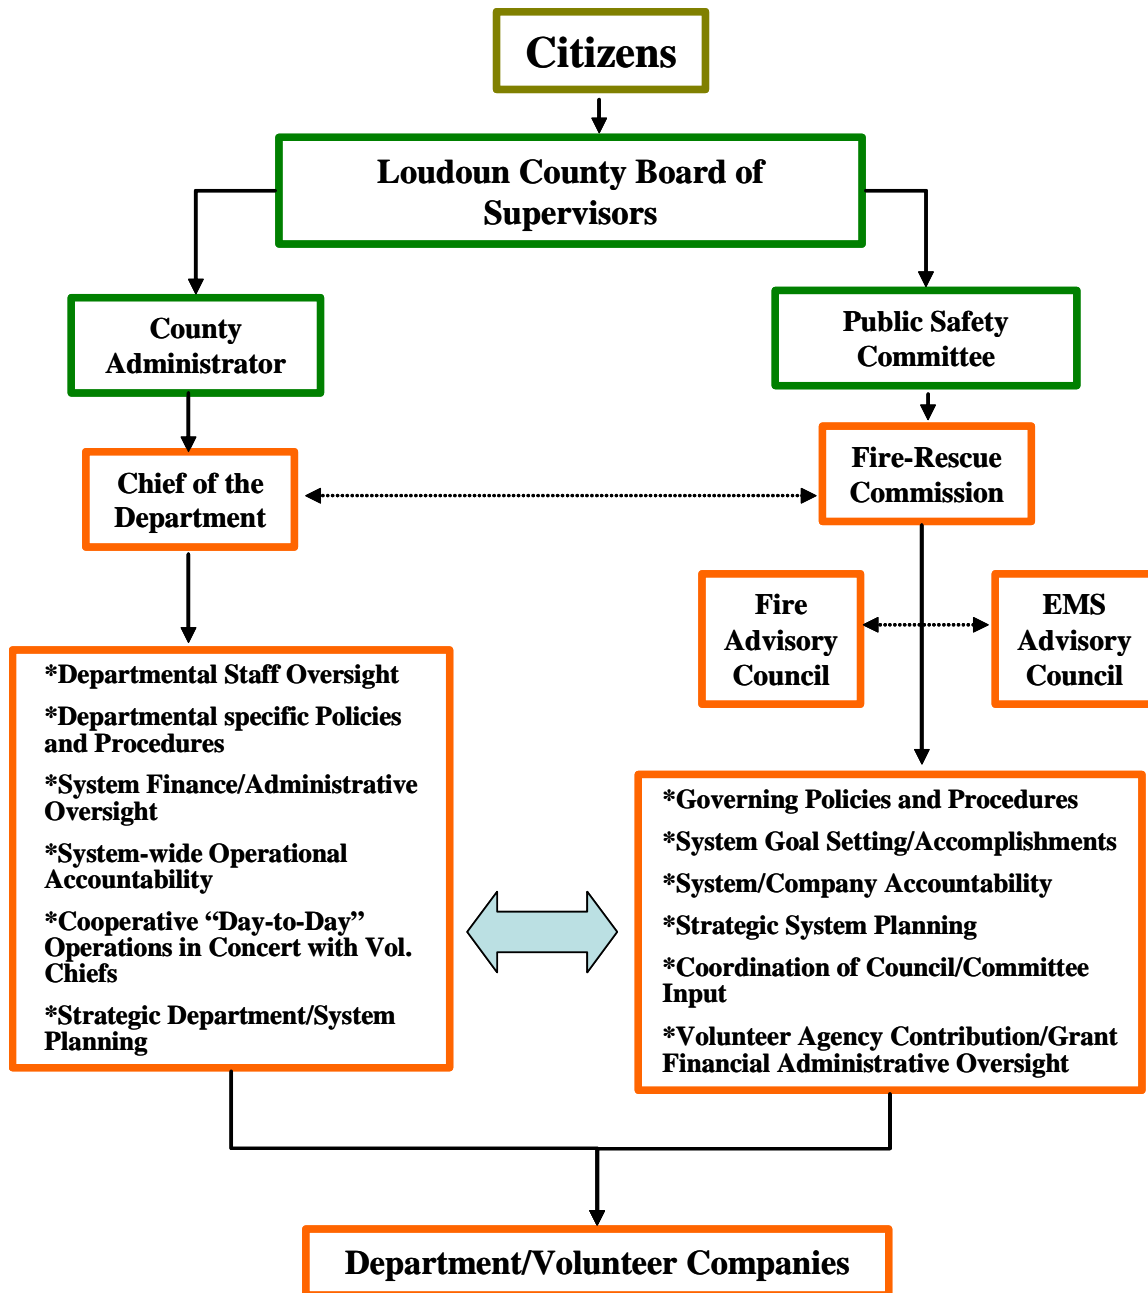 Citizens
Loudoun County Board of
Supervisors
County
Administrator
Public Safety
Committee
Chief of the
Department
Fire-Rescue
Commission
Fire
Advisory
Council
EMS
Advisory
Council
*Departmental Staff Oversight
*Departmental specific Policies
and Procedures
*System Finance/Administrative
Oversight
*System-wide Operational
Accountability
*Cooperative “Day-to-Day”
Operations in Concert with Vol.
Chiefs
*Strategic Department/System
Planning
*Governing Policies and Procedures
*System Goal Setting/Accomplishments
*System/Company Accountability
*Strategic System Planning
*Coordination of Council/Committee
Input
*Volunteer Agency Contribution/Grant
Financial Administrative Oversight
Department/Volunteer Companies